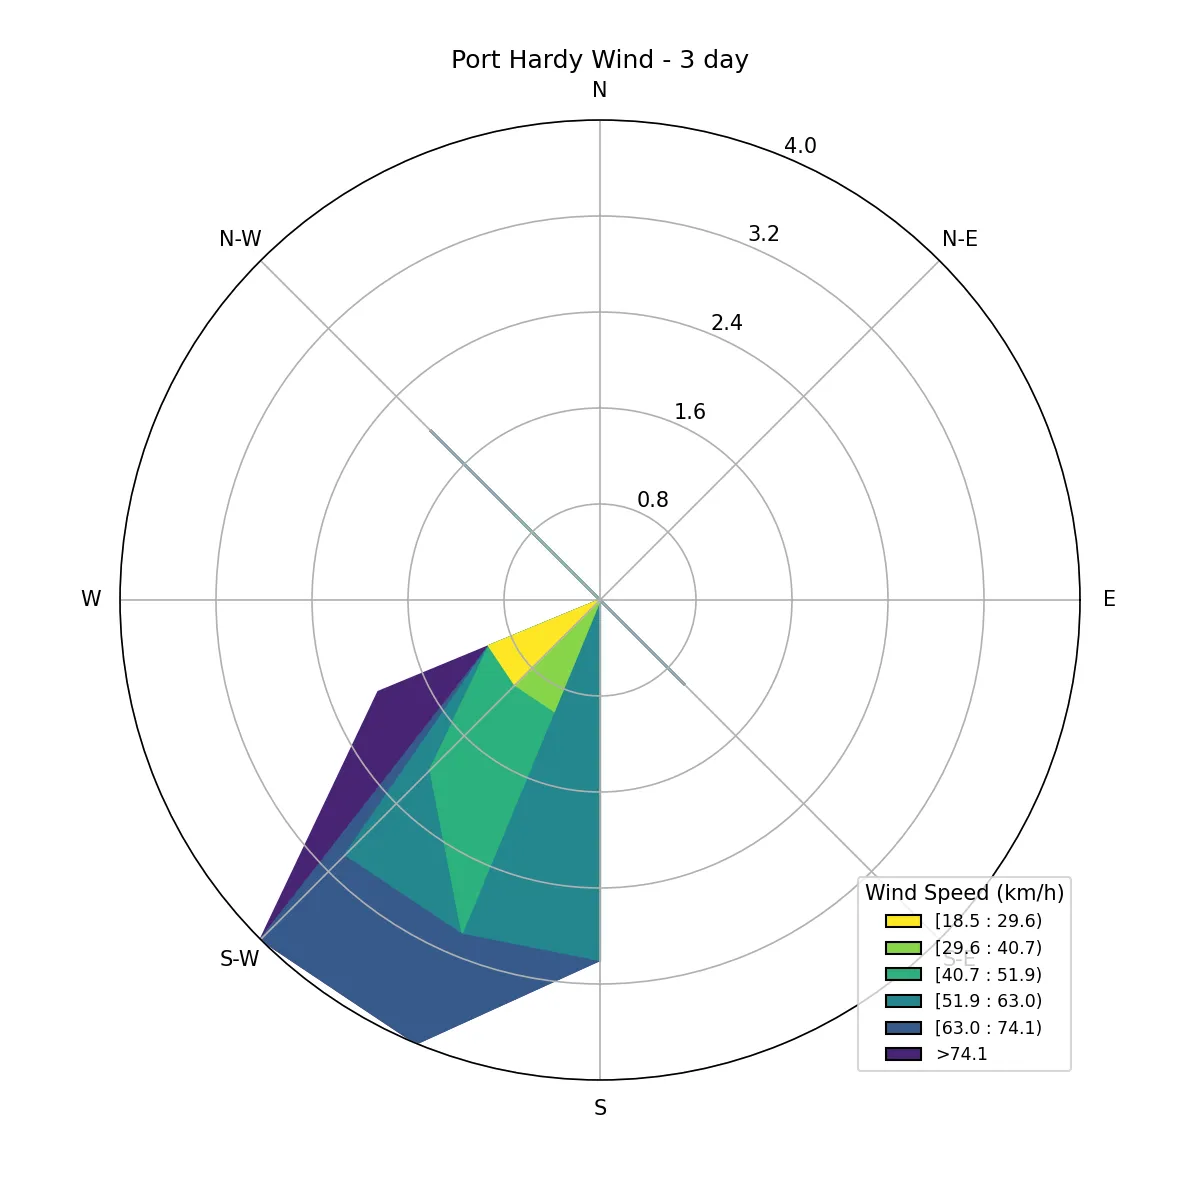 Port Hardy Wind - 3 day
N
4.0
3.2
N-W
N-E
2.4
1.6
0.8
W
E
Wind Speed (km/h)
[18.5 : 29.6)
[29.6 : 40.7)
S-W
S-E
[40.7 : 51.9)
[51.9 : 63.0)
[63.0 : 74.1)
>74.1
S